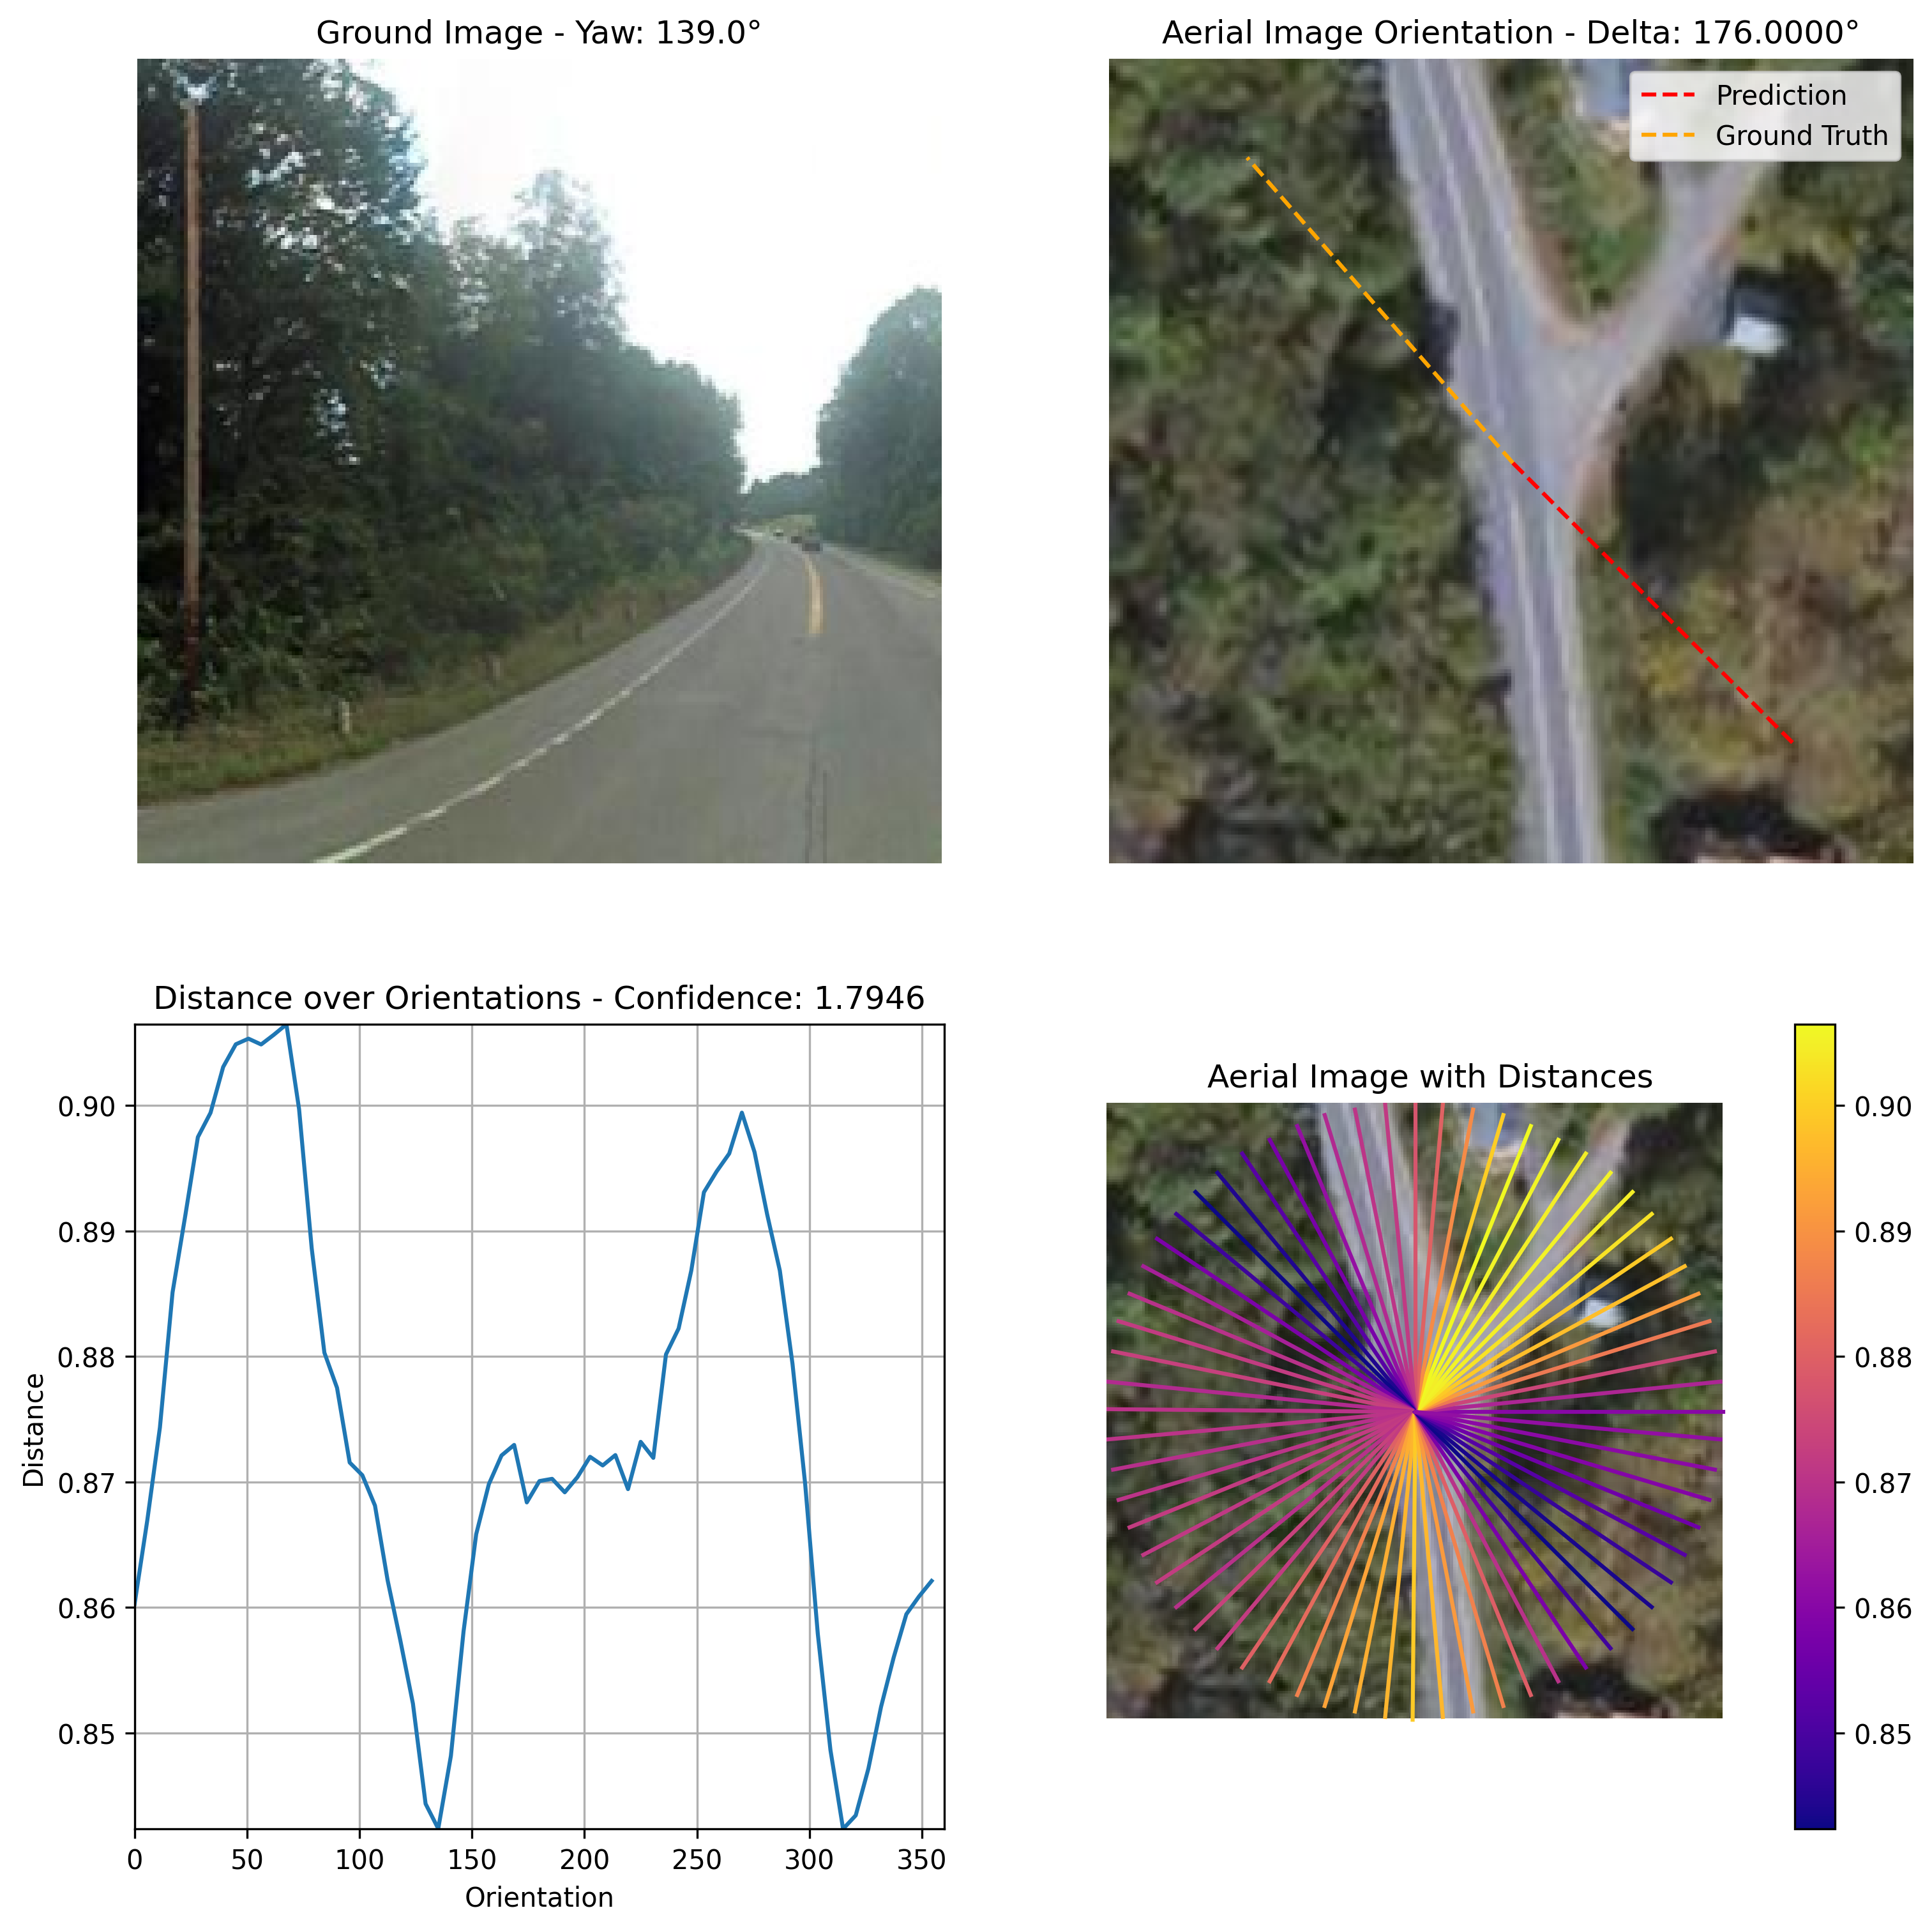 Ground Image - Yaw: 139.0°
Aerial Image Orientation - Delta: 176.0000°
Prediction
Ground Truth
Distance over Orientations - Confidence: 1.7946
0.90
0.89
0.88
0.87
0.86
0.85
Distance
0 50 100 150 200 250 300 350
Orientation
Aerial Image with Distances
0.90
0.89
0.88
0.87
0.86
0.85